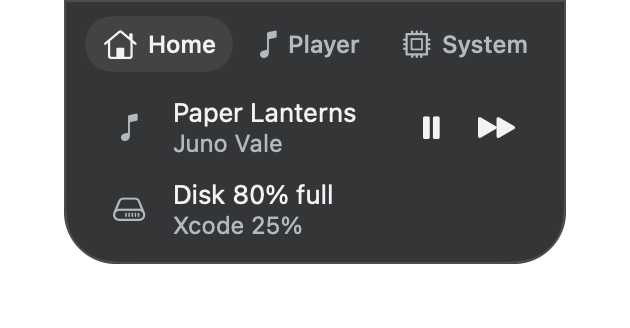 Home Player System
Paper Lanterns
Juno Vale
Disk 80% full
Xcode 25%